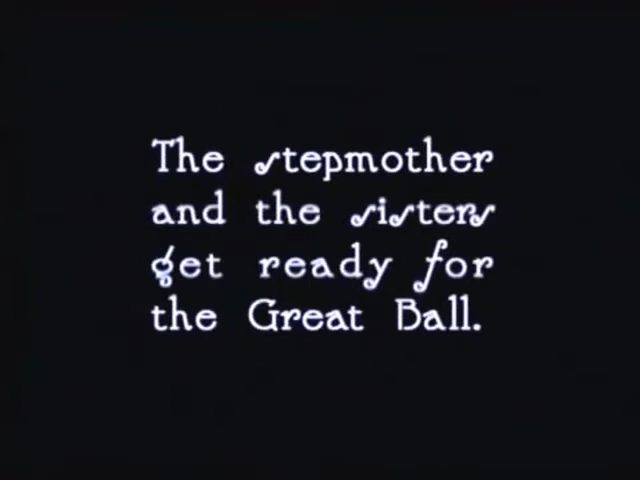 The stepmother
and the sisters
get ready for
the Great Ball.